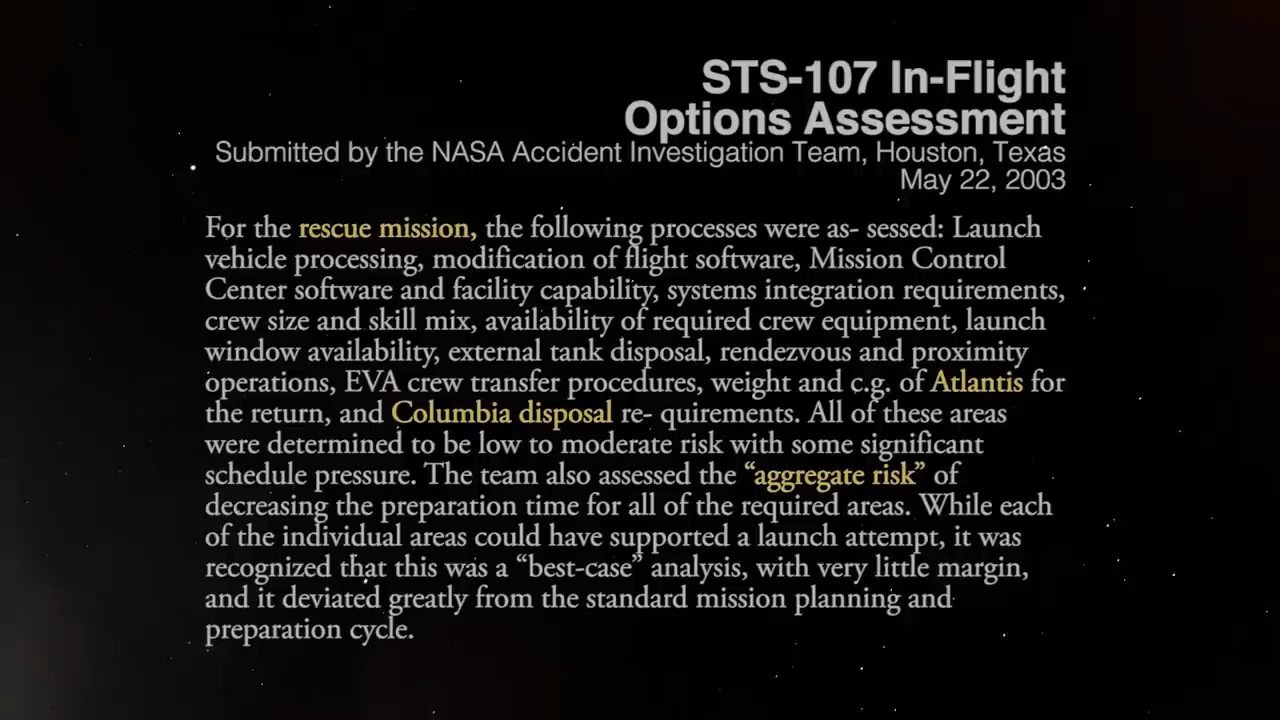 STS-107 In-Flight
Options Assessment
Submitted by the NASA Accident Investigation Team, Houston, Texas
May 22, 2003
For the rescue mission, the following processes were as- sessed: Launch
vehicle processing, modification of flight software, Mission Control
Center software and facility capability, systems integration requirements,
crew size and skill mix, availability of required crew equipment, launch
window availability, external tank disposal, rendezvous and proximity
operations, EVA crew transfer procedures, weight and c.g. of Atlantis for
the return, and Columbia disposal re- quirements. All of these areas
were determined to be low to moderate risk with some significant
schedule pressure. The team also assessed the “aggregate risk” of
decreasing the preparation time for all of the required areas. While each
of the individual areas could have supported a launch attempt, it was
recognized that this was a “best-case” analysis, with very little margin,
and it deviated greatly from the standard mission planning and
preparation cycle.